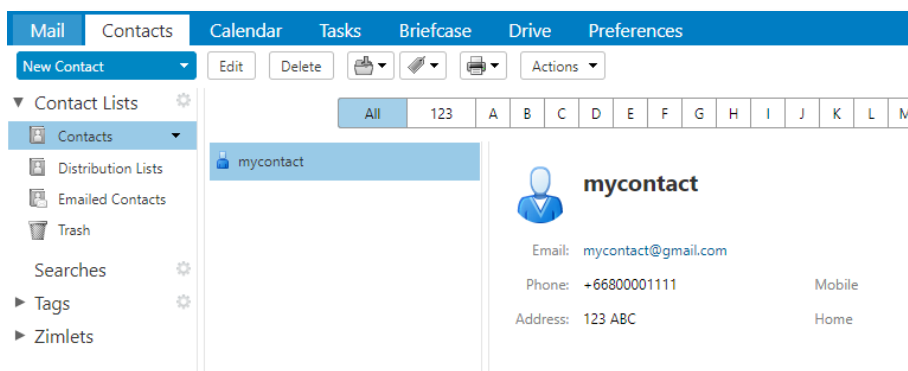 Mail Contacts Calendar Tasks Briefcase Drive Preferences
New Contact Edit Delete Actions
Contact Lists
All 123 A B C D E F G H I J K L M
Contacts
mycontact
Distribution Lists
mycontact
Emailed Contacts
Trash
Email: mycontact@gmail.com
Searches
Phone: +66800001111 Mobile
Tags
Address: 123 ABC Home
Zimlets